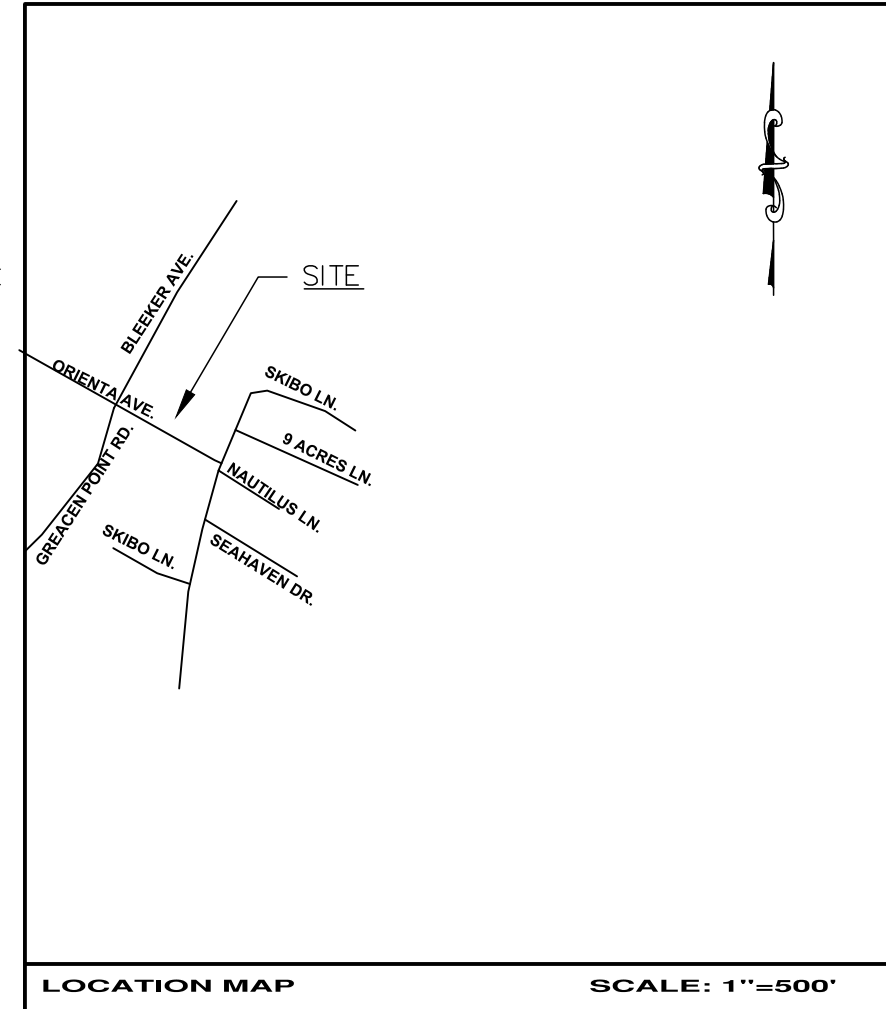 BLEEKER AVE.
SITE
ORIENTA AVE.
SKIBO LN.
9 ACRES LN.
GREACEN POINT RD.
NAUTILUS LN.
SKIBO LN.
SEAHAVEN DR.
LOCATION MAP
SCALE: 1"=500'